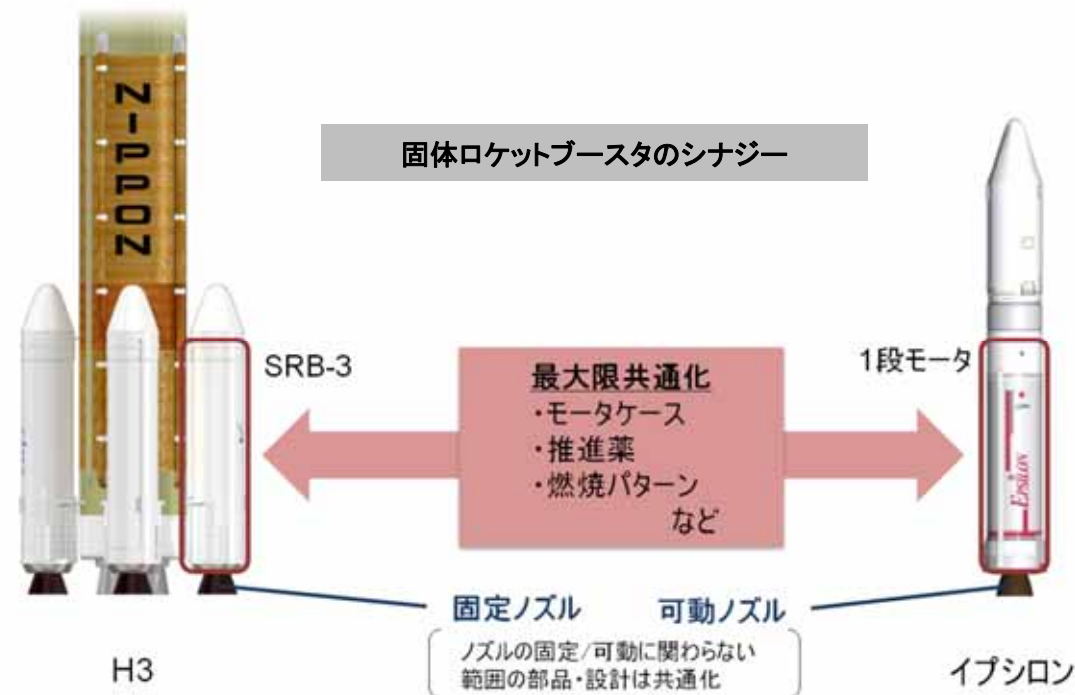 NIPPON
固体ロケットブースタのシナジー
SRB-3
最大限共通化
・モータケース
・推進薬
・燃焼パターン
など
1段モータ
EPSILON
固定ノズル
可動ノズル
ノズルの固定/可動に関わらない
範囲の部品・設計は共通化
H3
イプシロン